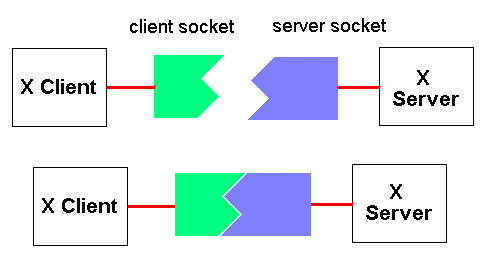 client socket
server socket
X Client
X
Server
X Client
X
Server